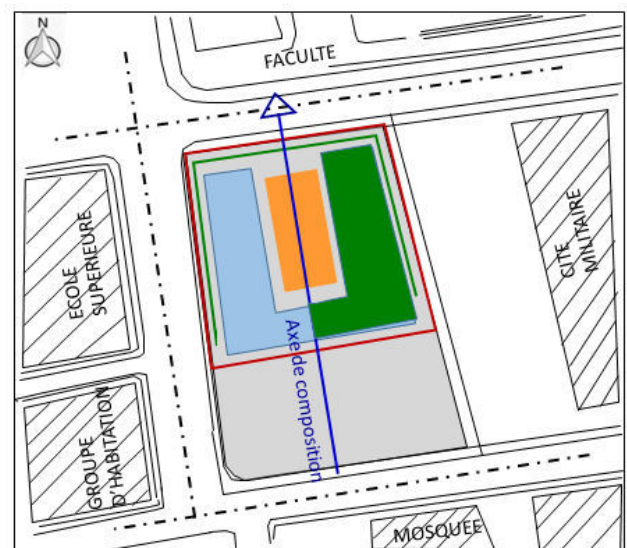 N
FACULTE
ECOLE
SUPERIEURE
CITE
MILITAIRE
Axe de composition
GROUPE
D'HABITATION
MOSQUEE